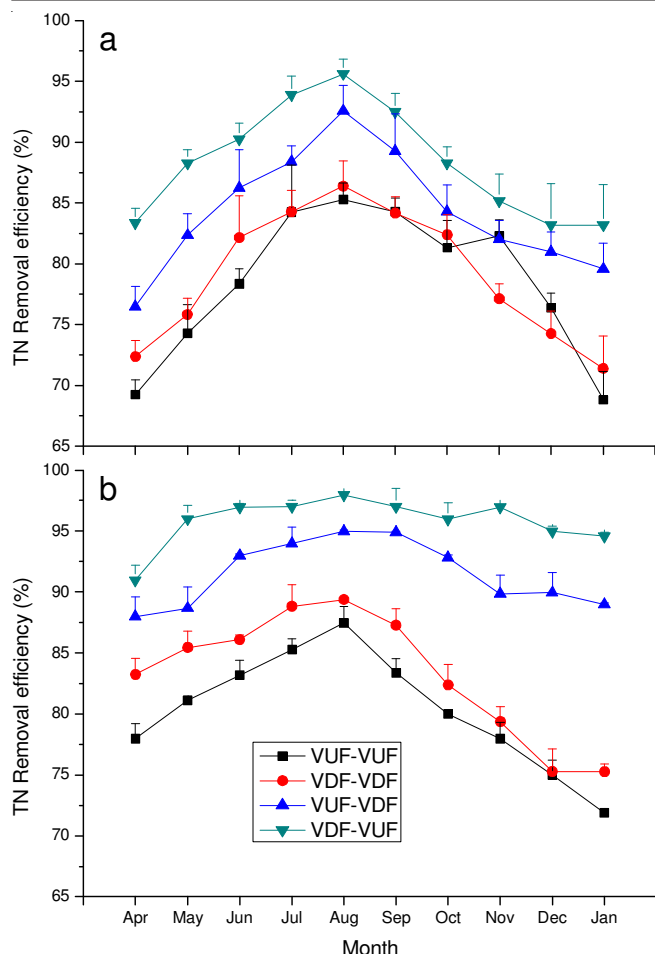 100
a
95
90
85
80
75
70
65
TN Removal efficiency (%)
100
b
95
90
85
80
75
70
65
TN Removal efficiency (%)
VUF-VUF
VDF-VDF
VUF-VDF
VDF-VUF
Apr May Jun Jul Aug Sep Oct Nov Dec Jan
Month